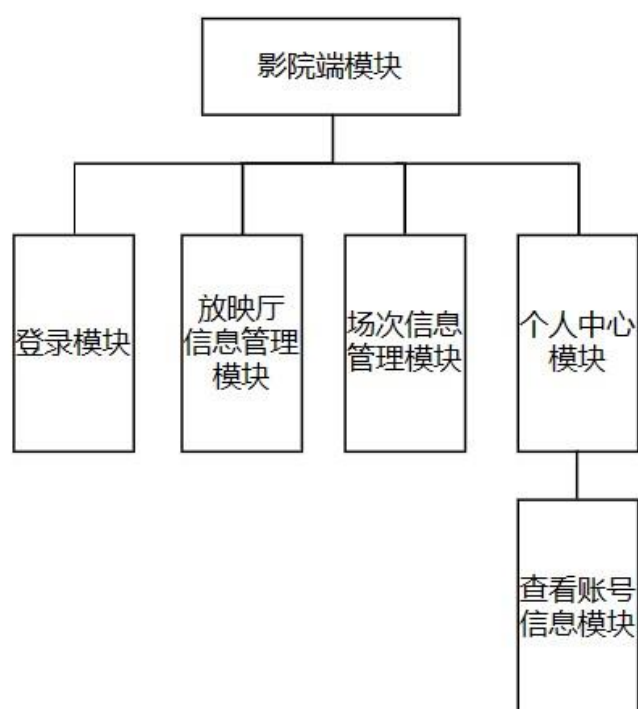 影院端模块
登录模块
放映厅
信息管理
模块
场次信息
管理模块
个人中心
模块
查看账号
信息模块